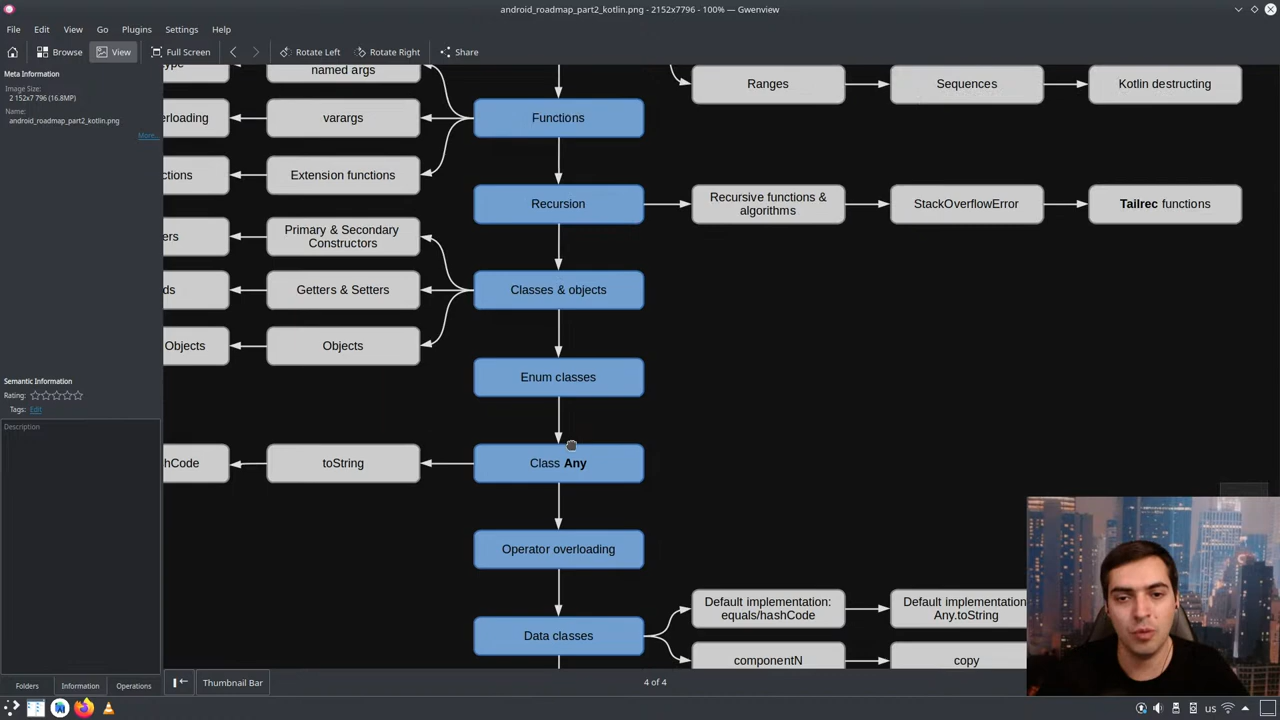 android_roadmap_part2_kotlin.png - 2152x7796 - 100% — Gwenview
File Edit View Go Plugins Settings Help
Browse View Full Screen Rotate Left Rotate Right Share
Meta Information
Image Size:
2 152x7 796 (16.8MP)
Name:
android_roadmap_part2_kotlin.png
More...
Semantic Information
Rating:
Tags: Edit
Description
Folders Information Operations
named args
Ranges
Sequences
Kotlin destructing
Functions
varargs
Extension functions
Recursion
Recursive functions &
algorithms
StackOverflowError
Tailrec functions
Primary & Secondary
Constructors
Classes & objects
Getters & Setters
Objects
Objects
Enum classes
Class Any
toString
hCode
Operator overloading
Default implementation:
equals/hashCode
Default implementation
Any.toString
Data classes
componentN
copy
Thumbnail Bar
4 of 4
us